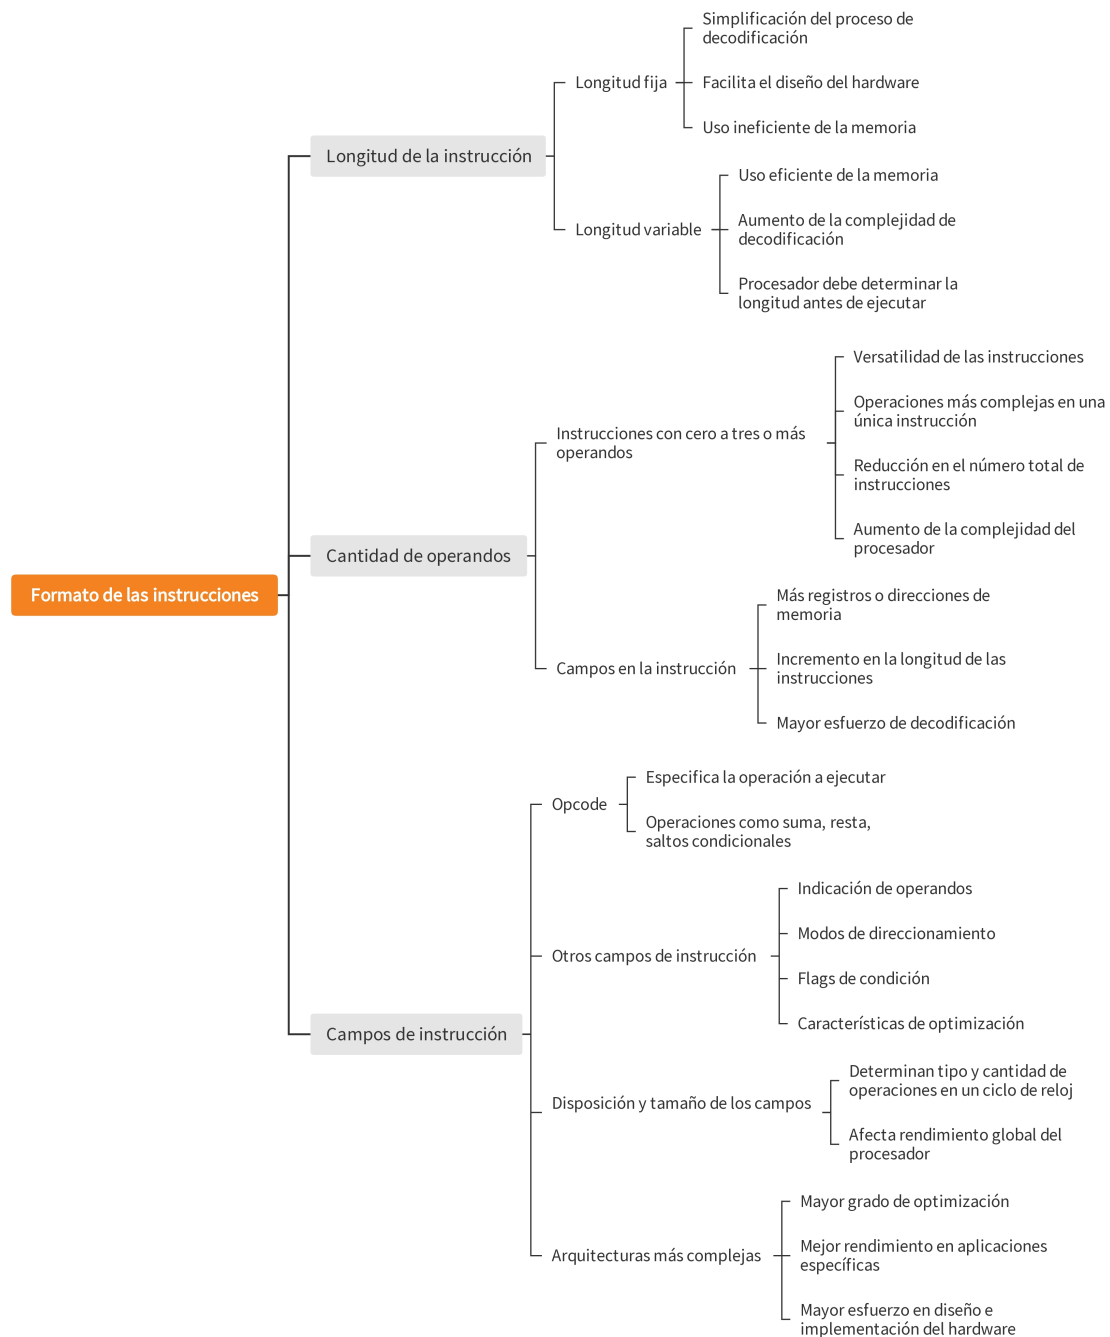 Formato de las instrucciones
Longitud de la instrucción
Longitud fija
Simplificación del proceso de
decodificación
Facilita el diseño del hardware
Uso ineficiente de la memoria
Longitud variable
Uso eficiente de la memoria
Aumento de la complejidad de
decodificación
Procesador debe determinar la
longitud antes de ejecutar
Cantidad de operandos
Instrucciones con cero a tres o más
operandos
Versatilidad de las instrucciones
Operaciones más complejas en una
única instrucción
Reducción en el número total de
instrucciones
Aumento de la complejidad del
procesador
Campos en la instrucción
Más registros o direcciones de
memoria
Incremento en la longitud de las
instrucciones
Mayor esfuerzo de decodificación
Campos de instrucción
Opcode
Especifica la operación a ejecutar
Operaciones como suma, resta,
saltos condicionales
Otros campos de instrucción
Indicación de operandos
Modos de direccionamiento
Flags de condición
Características de optimización
Disposición y tamaño de los campos
Determinan tipo y cantidad de
operaciones en un ciclo de reloj
Afecta rendimiento global del
procesador
Arquitecturas más complejas
Mayor grado de optimización
Mejor rendimiento en aplicaciones
específicas
Mayor esfuerzo en diseño e
implementación del hardware